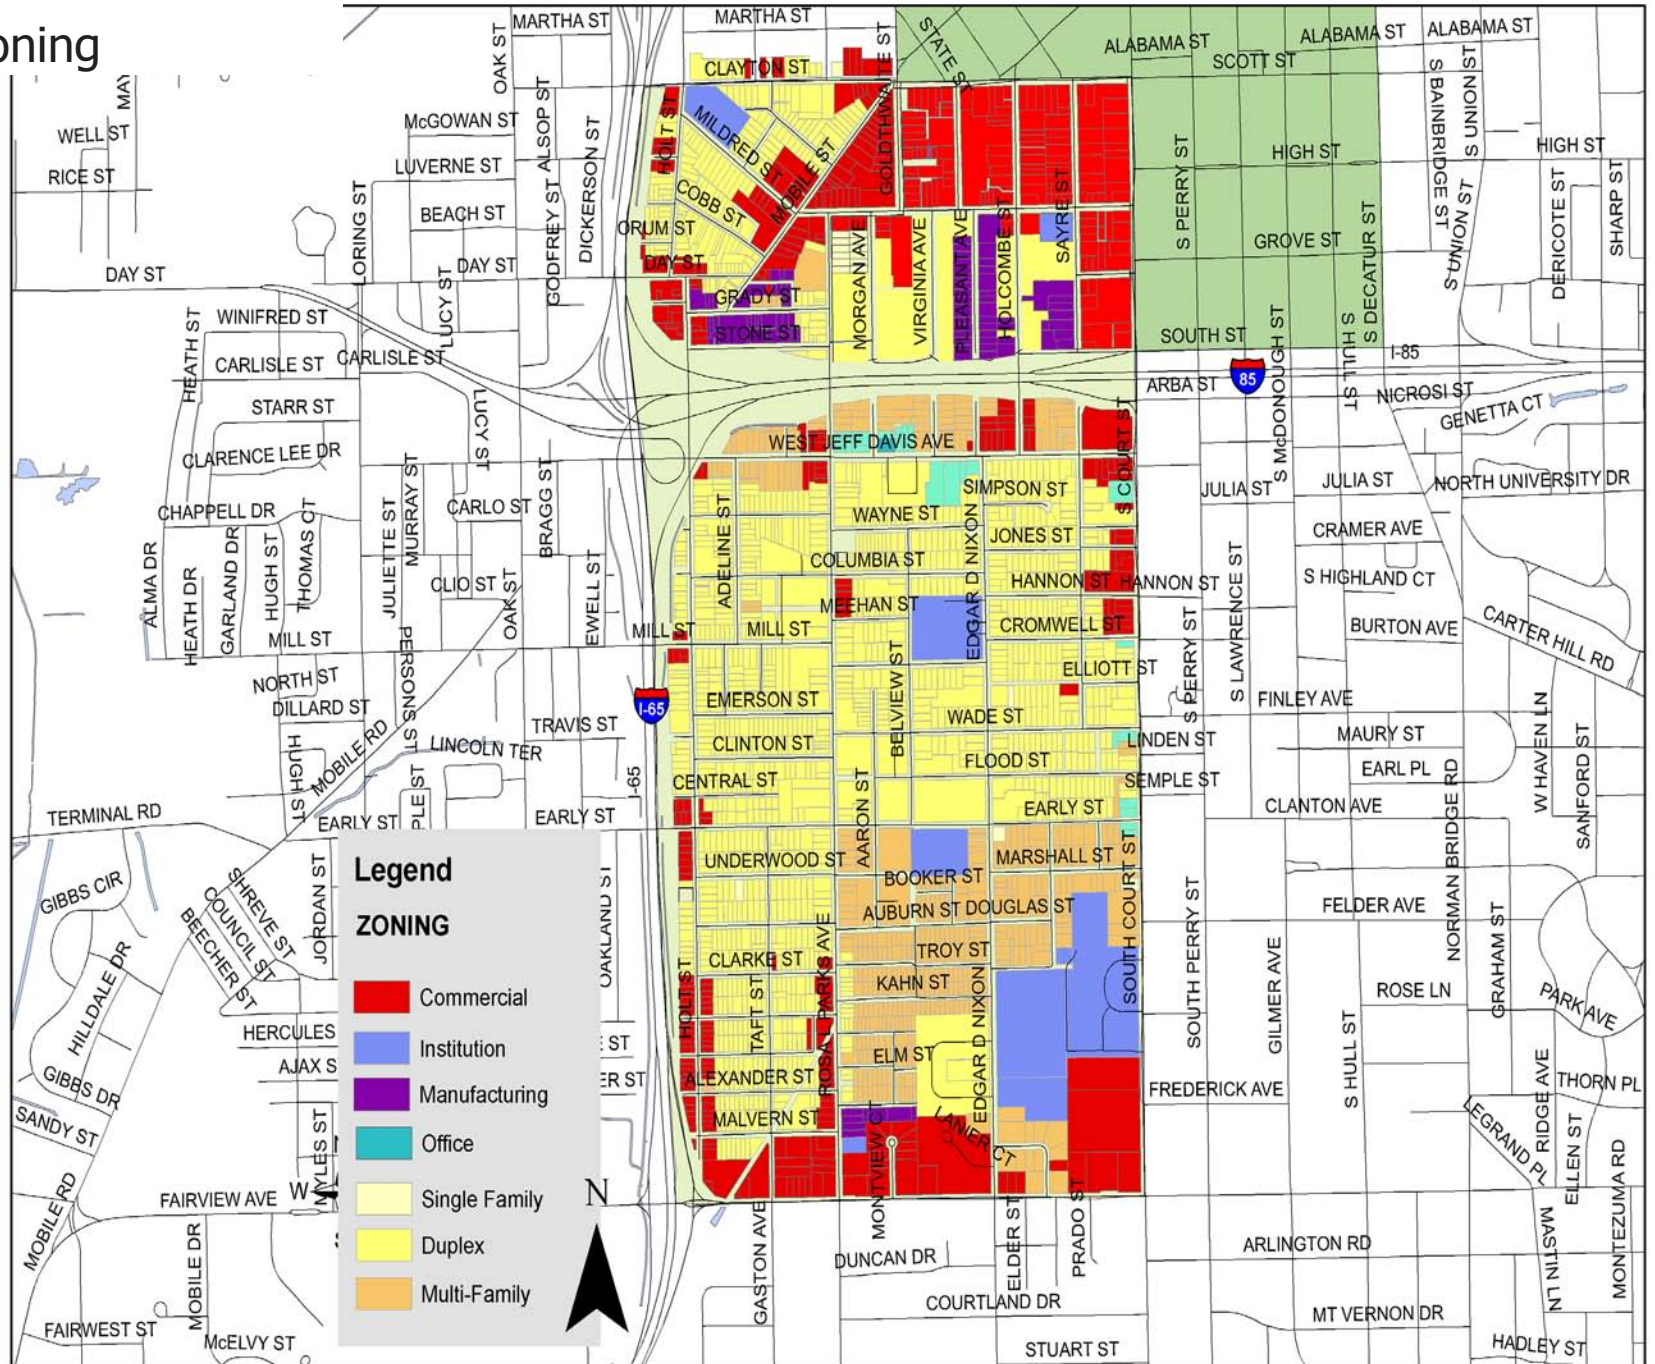 oning
MARTHA ST
MARTHA ST
OAK ST
STATE ST
ALABAMA ST
ALABAMA ST
ALABAMA ST
SCOTT ST
CLAYTON ST
GOLDTHWAITE ST
S BAINBRIDGE ST
S UNION ST
WELL ST
McGOWAN ST
ALSOP ST
DICKERSON ST
HOLT ST
MILDRED ST
MOBILE ST
HIGH ST
HIGH ST
RICE ST
LUVERNE ST
COBB ST
SAYRE ST
S PERRY ST
DERICOTE ST
SHARP ST
LORING ST
BEACH ST
GODFREY ST
ORUM ST
MORGAN AVE
VIRGINIA AVE
PLEASANT AVE
HOLCOMBE ST
GROVE ST
S DECATUR ST
S UNION ST
DAY ST
DAY ST
DAY ST
LUCY ST
GRADY ST
STONE ST
HEATH ST
WINIFRED ST
CARLISLE ST
CARLISLE ST
SOUTH ST
S McDONOUGH ST
S HULL ST
I-85
85
ARBA ST
NICROSI ST
GENETTA CT
STARR ST
LUCY ST
CLARENCE LEE DR
WEST JEFF DAVIS AVE
S COURT ST
CHAPPELL DR
MURRAY ST
CARLO ST
BRAGG ST
SIMPSON ST
JULIA ST
JULIA ST
NORTH UNIVERSITY DR
ALMA DR
HEATH DR
GARLAND DR
HUGH ST
THOMAS CT
JULIETTE ST
WAYNE ST
JONES ST
CRAMER AVE
ADELINE ST
COLUMBIA ST
EDGAR D NIXON
CLIO ST
OAK ST
EWELL ST
HANNON ST
HANNON ST
S HIGHLAND CT
MEEHAN ST
S LAWRENCE ST
MILL ST
MILL ST
MILL ST
CROMWELL ST
BURTON AVE
CARTER HILL RD
PERSONS ST
NORTH ST
BELVIEW ST
ELLIOTT ST
S PERRY ST
DILLARD ST
I-65
EMERSON ST
WADE ST
FINLEY AVE
WHAVEN LN
SANFORD ST
HUGH ST
MOBILE RD
TRAVIS ST
LINCOLN TER
CLINTON ST
FLOOD ST
LINDEN ST
MAURY ST
I-65
CENTRAL ST
AARON ST
SEMPLE ST
EARL PL
NORMAN BRIDGE RD
TERMINAL RD
EARLY ST
PLE ST
EARLY ST
EARLY ST
CLANTON AVE
UNDERWOOD ST
MARSHALL ST
GIBBS CIR
SHREVE ST
COUNCIL ST
BEECHER ST
JORDAN ST
OAKLAND ST
BOOKER ST
SOUTH COURT ST
SOUTH PERRY ST
AUBURN ST
DOUGLAS ST
FELDER AVE
GRAHAM ST
HILLDALE DR
CLARKE ST
ROSA L PARKS AVE
TROY ST
GILMER AVE
HOLT ST
TAFT ST
KAHN ST
EDGAR D NIXON
ROSE LN
PARK AVE
HERCULES
E ST
ELM ST
S HULL ST
AJAX S
GIBBS DR
ER ST
ALEXANDER ST
FREDERICK AVE
RIDGE AVE
THORN PL
SANDY ST
MYLES ST
MALVERN ST
MONTVIEW CT
LANIER CT
LEGRAND PL
ELLEN ST
MONTEZUMA RD
FAIRVIEW AVE
W
MOBILE RD
MOBILE DR
GASTON AVE
DUNCAN DR
ELDER ST
PRADO ST
ARLINGTON RD
MASTIN LN
COURTLAND DR
MT VERNON DR
FAIRWEST ST
McELVY ST
STUART ST
HADLEY ST
Legend
ZONING
Commercial
Institution
Manufacturing
Office
Single Family
Duplex
Multi-Family
N